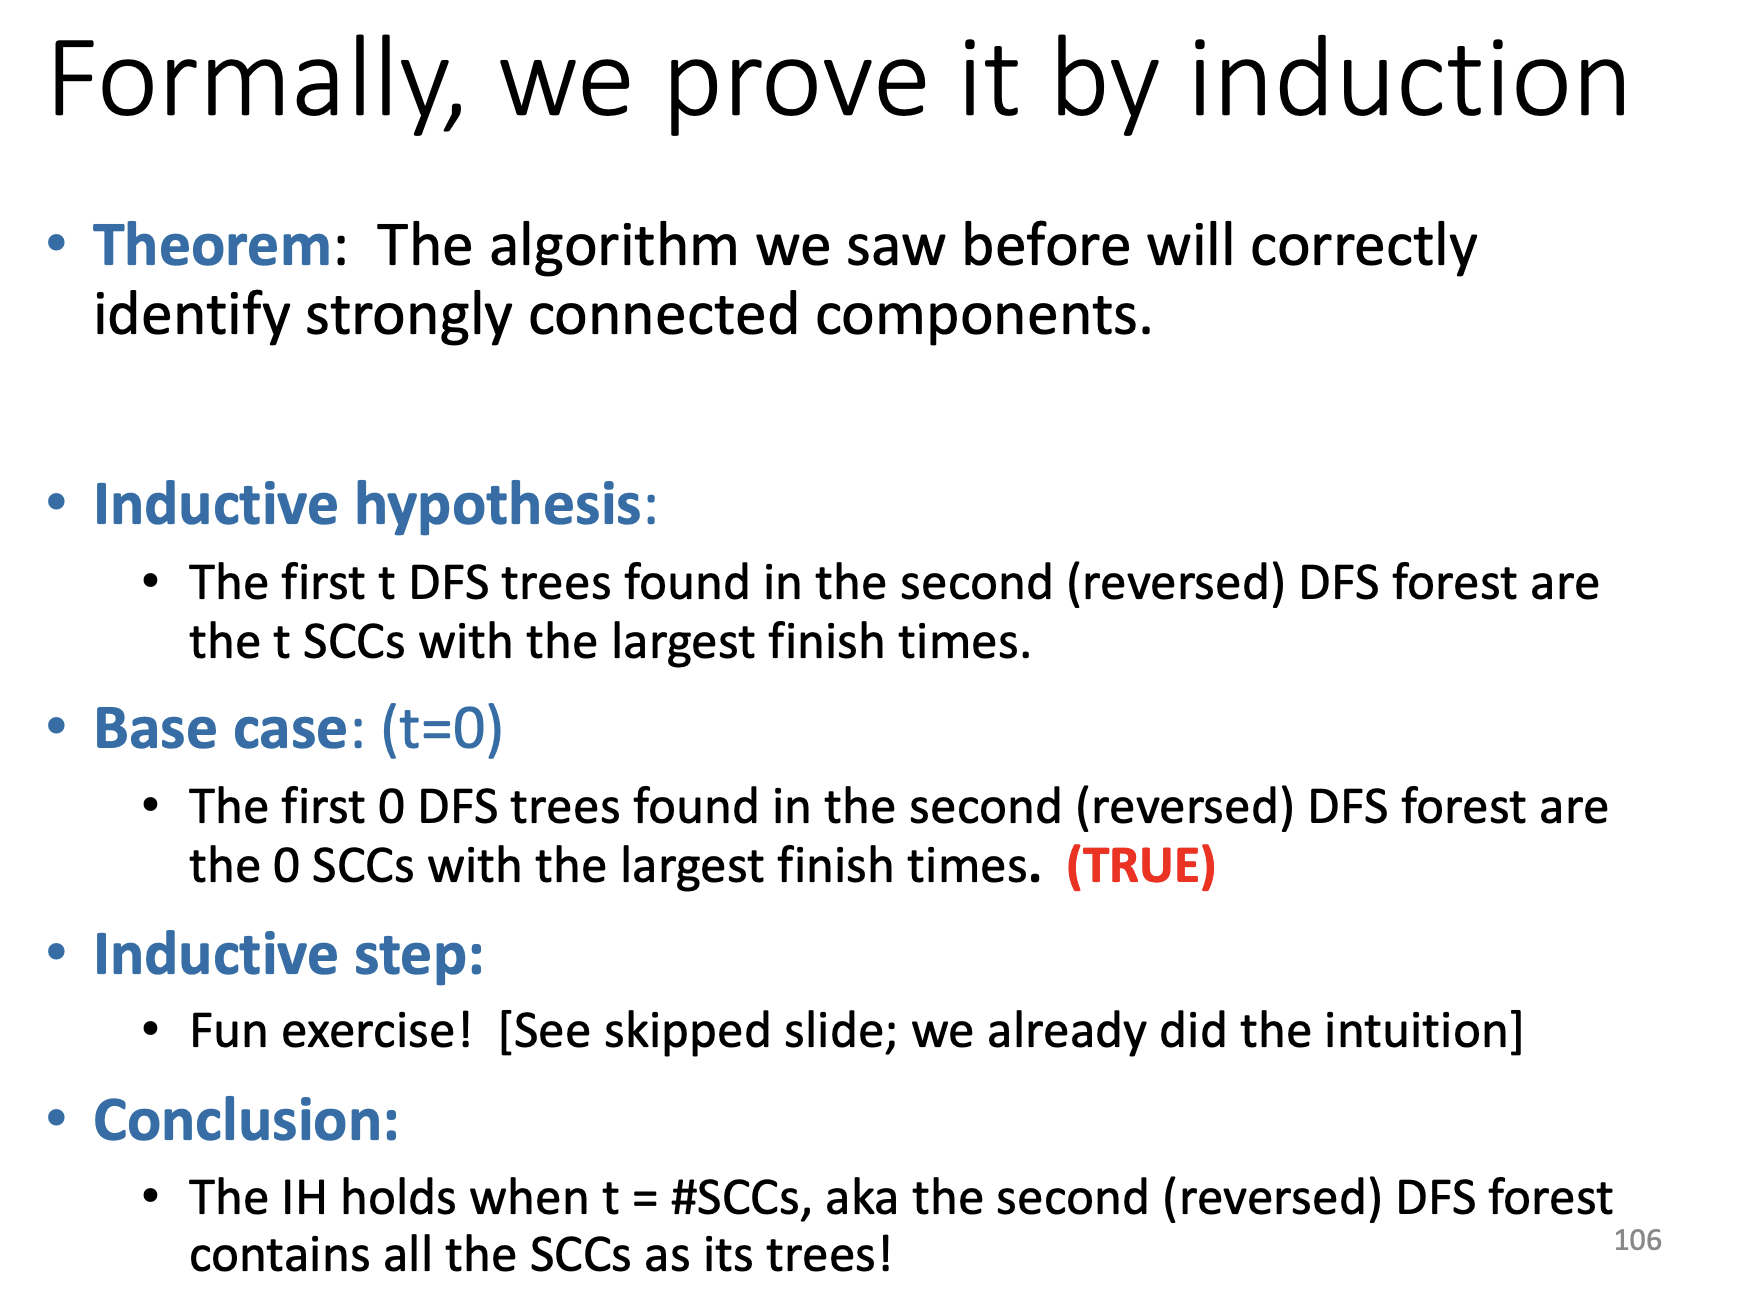 Formally, we prove it by induction
• Theorem: The algorithm we saw before will correctly
identify strongly connected components.
• Inductive hypothesis:
• The first t DFS trees found in the second (reversed) DFS forest are
the t SCCs with the largest finish times.
• Base case: (t=0)
• The first 0 DFS trees found in the second (reversed) DFS forest are
the 0 SCCs with the largest finish times. (TRUE)
• Inductive step:
• Fun exercise! [See skipped slide; we already did the intuition]
• Conclusion:
• The IH holds when t = #SCCs, aka the second (reversed) DFS forest
contains all the SCCs as its trees!
106